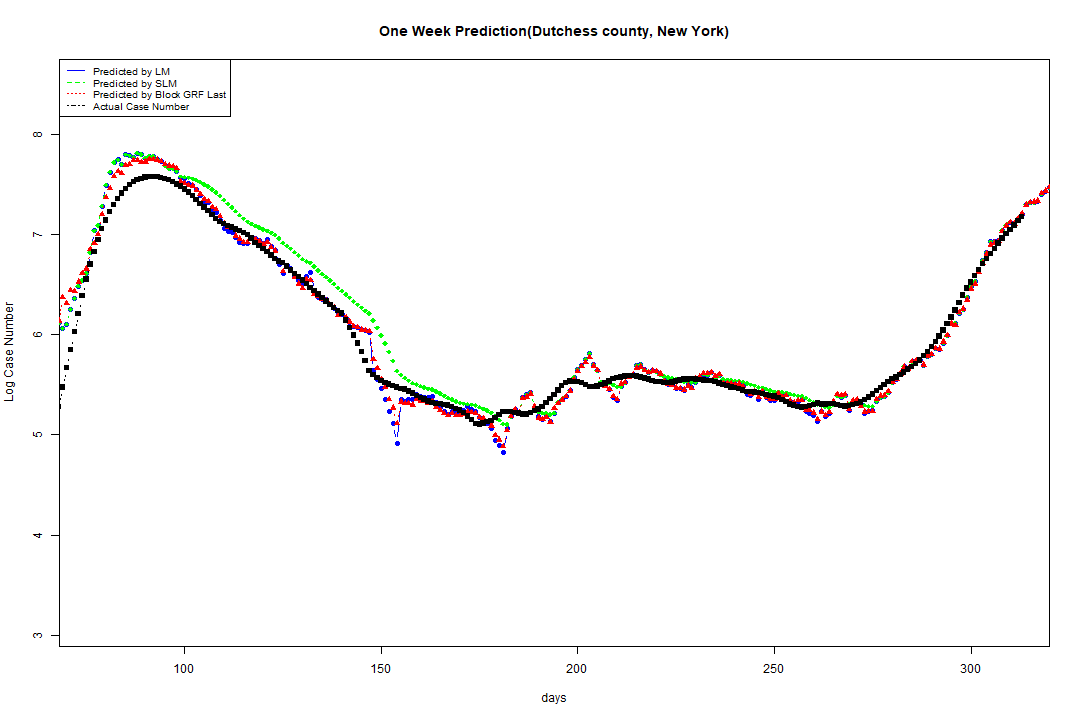 One Week Prediction(Dutchess county, New York)
Predicted by LM
Predicted by SLM
Predicted by Block GRF Last
Actual Case Number
8
7
6
5
4
3
Log Case Number
100 150 200 250 300
days